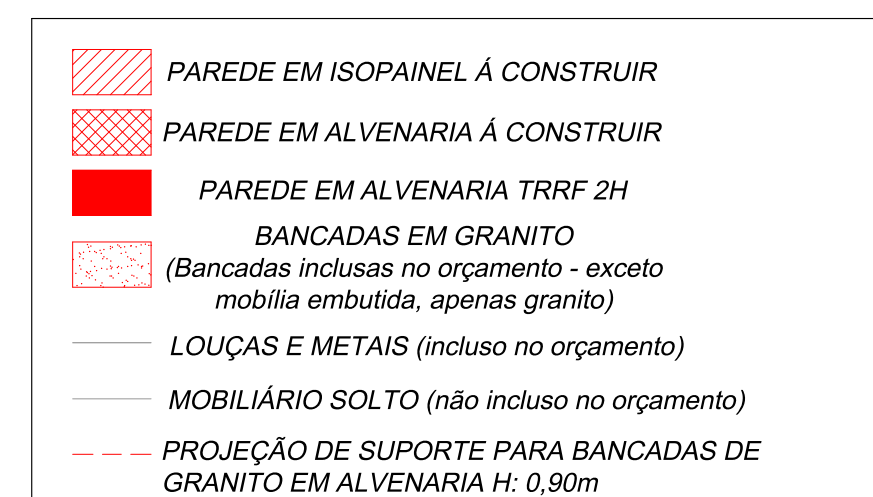 PAREDE EM ISOPAINEL Á CONSTRUIR
PAREDE EM ALVENARIA Á CONSTRUIR
PAREDE EM ALVENARIA TRRF 2H
BANCADAS EM GRANITO
(Bancadas inclusas no orçamento - exceto
mobília embutida, apenas granito)
LOUÇAS E METAIS (incluso no orçamento)
MOBILIÁRIO SOLTO (não incluso no orçamento)
PROJEÇÃO DE SUPORTE PARA BANCADAS DE
GRANITO EM ALVENARIA H: 0,90m